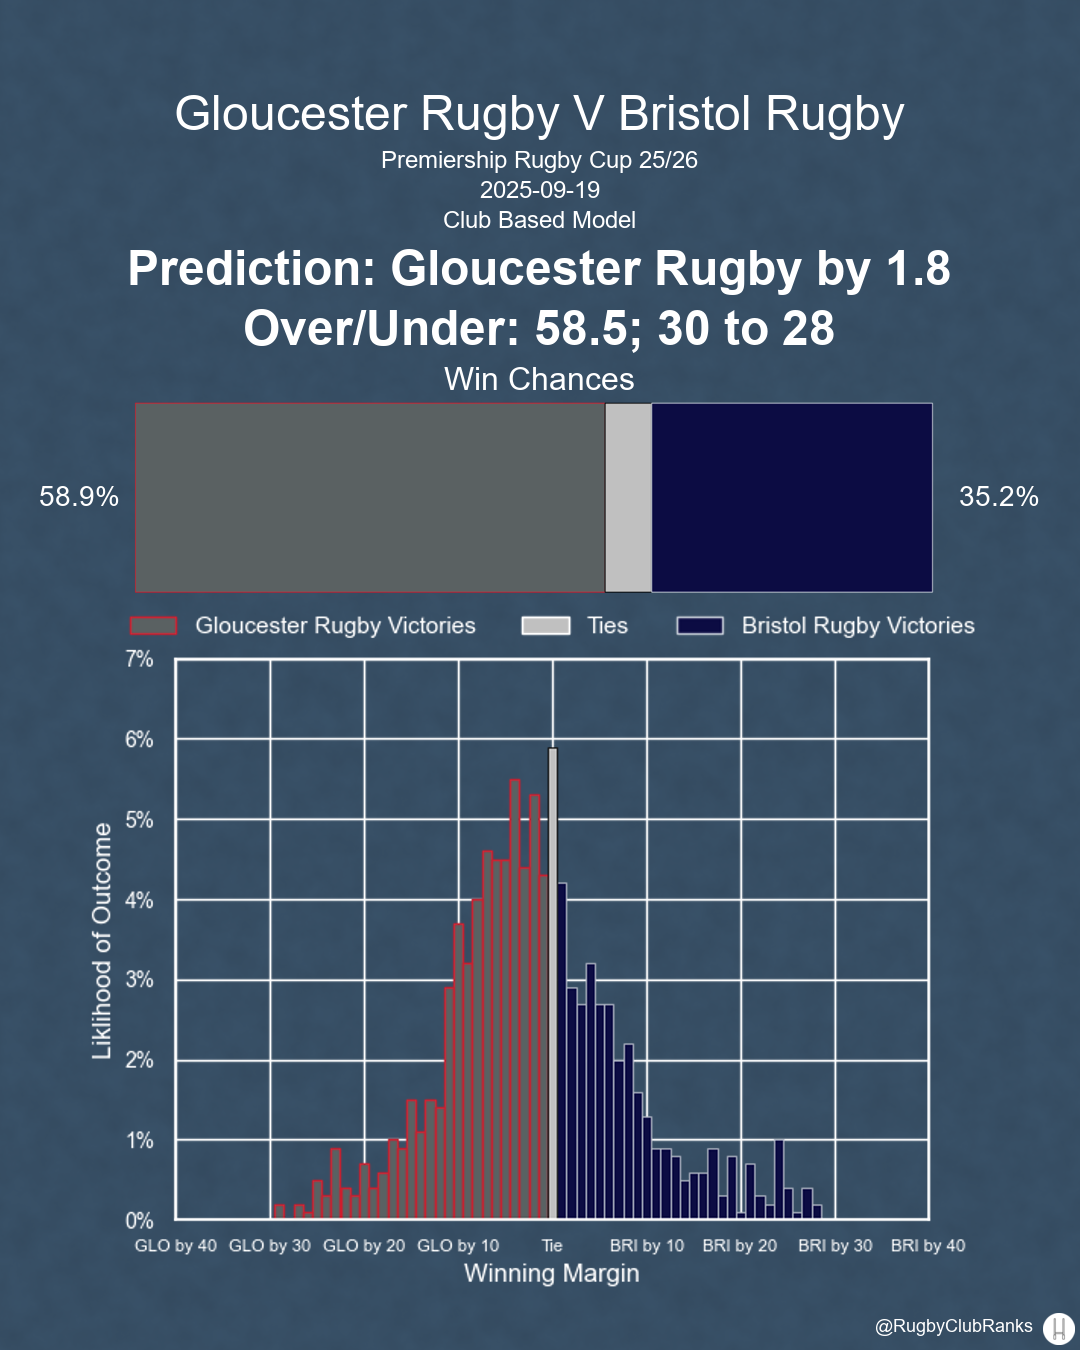 Gloucester Rugby V Bristol Rugby
Premiership Rugby Cup 25/26
2025-09-19
Club Based Model
Prediction: Gloucester Rugby by 1.8
Over/Under: 58.5; 30 to 28
Win Chances
58.9%
35.2%
Gloucester Rugby Victories
Ties
Bristol Rugby Victories
7%
6%
5%
4%
3%
2%
1%
0%
Liklihood of Outcome
GLO by 40
GLO by 30
GLO by 20
GLO by 10
Tie
BRI by 10
BRI by 20
BRI by 30
BRI by 40
Winning Margin
@RugbyClubRanks